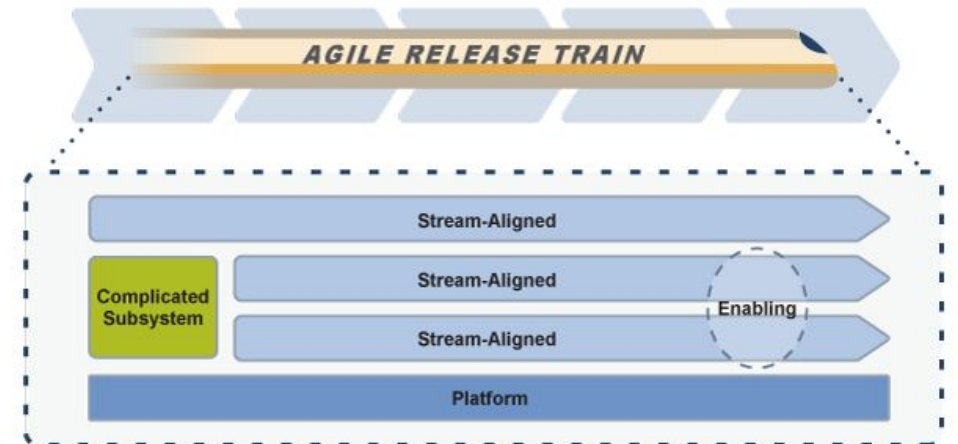 AGILE RELEASE TRAIN
Stream-Aligned
Complicated
Subsystem
Stream-Aligned
Enabling
Stream-Aligned
Platform